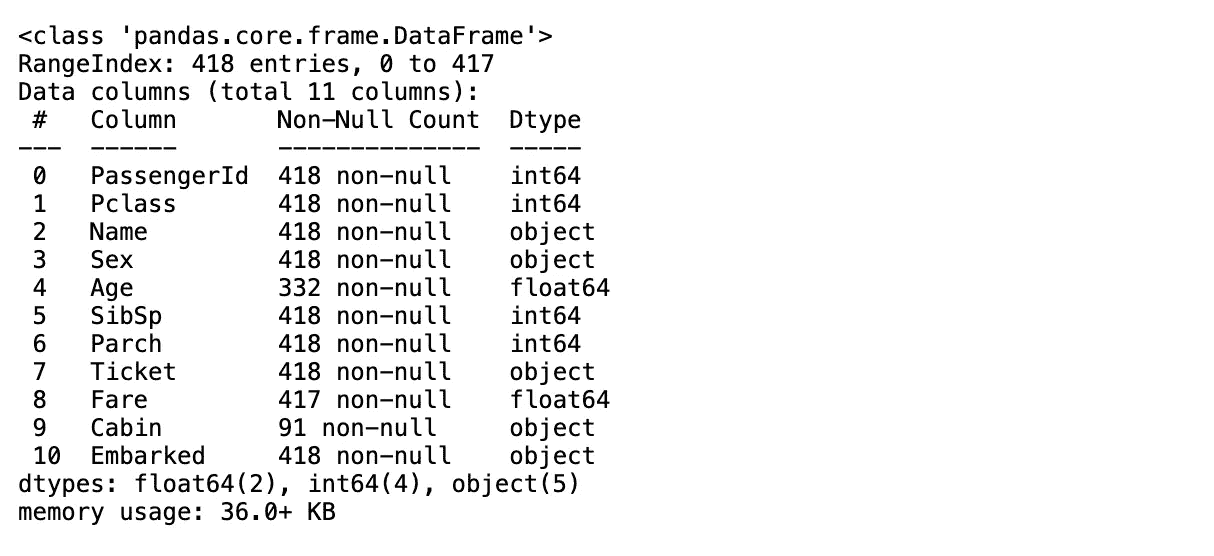 <class 'pandas.core.frame.DataFrame'>
RangeIndex: 418 entries, 0 to 417
Data columns (total 11 columns):
 #   Column       Non-Null Count  Dtype
---  ------       --------------  -----
 0   PassengerId  418 non-null    int64
 1   Pclass       418 non-null    int64
 2   Name         418 non-null    object
 3   Sex          418 non-null    object
 4   Age          332 non-null    float64
 5   SibSp        418 non-null    int64
 6   Parch        418 non-null    int64
 7   Ticket       418 non-null    object
 8   Fare         417 non-null    float64
 9   Cabin        91 non-null     object
 10  Embarked     418 non-null    object
dtypes: float64(2), int64(4), object(5)
memory usage: 36.0+ KB